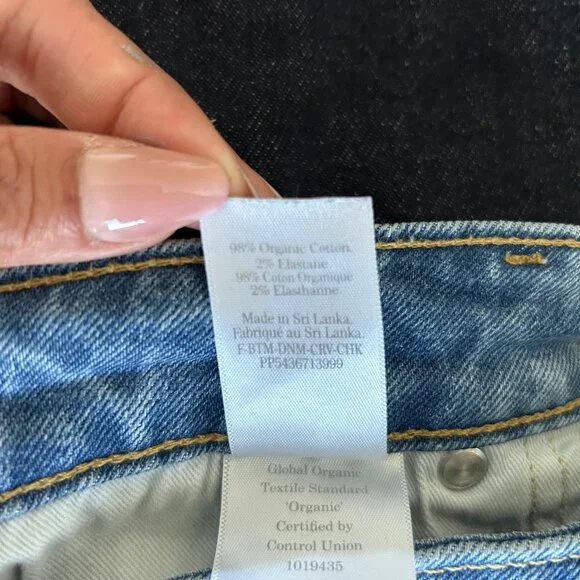 98% Organic Cotton.
2% Elastane.
98% Coton Organique
2% Elasthanne.
Made in Sri Lanka.
Fabriqué au Sri Lanka.
F-BTM-DNM-CRV-CHK
PP5436713999
Global Organic
Textile Standard
'Organic'
Certified by
Control Union
1019435